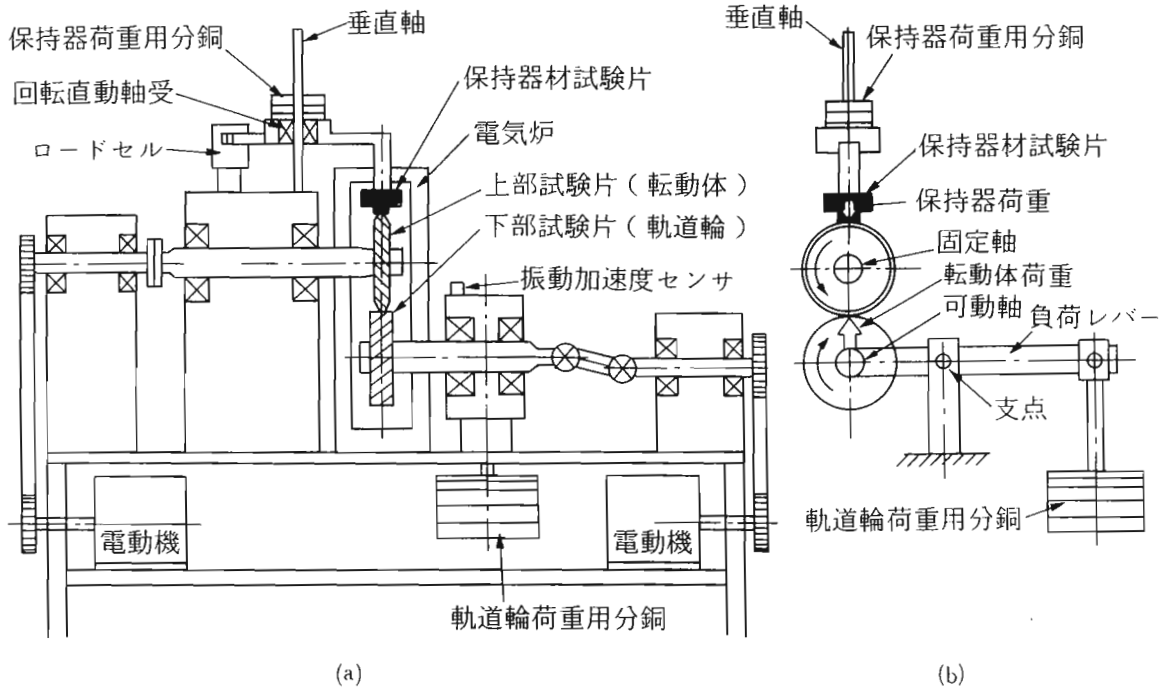 垂直軸
保持器荷重用分銅
回転直動軸受
ロードセル
保持器材試験片
電気炉
上部試験片(転動体)
下部試験片(軌道輪)
振動加速度センサ
電動機
電動機
軌道輪荷重用分銅
(a)
垂直軸
保持器荷重用分銅
保持器材試験片
保持器荷重
固定軸
転動体荷重
可動軸
負荷レバー
支点
軌道輪荷重用分銅
(b)